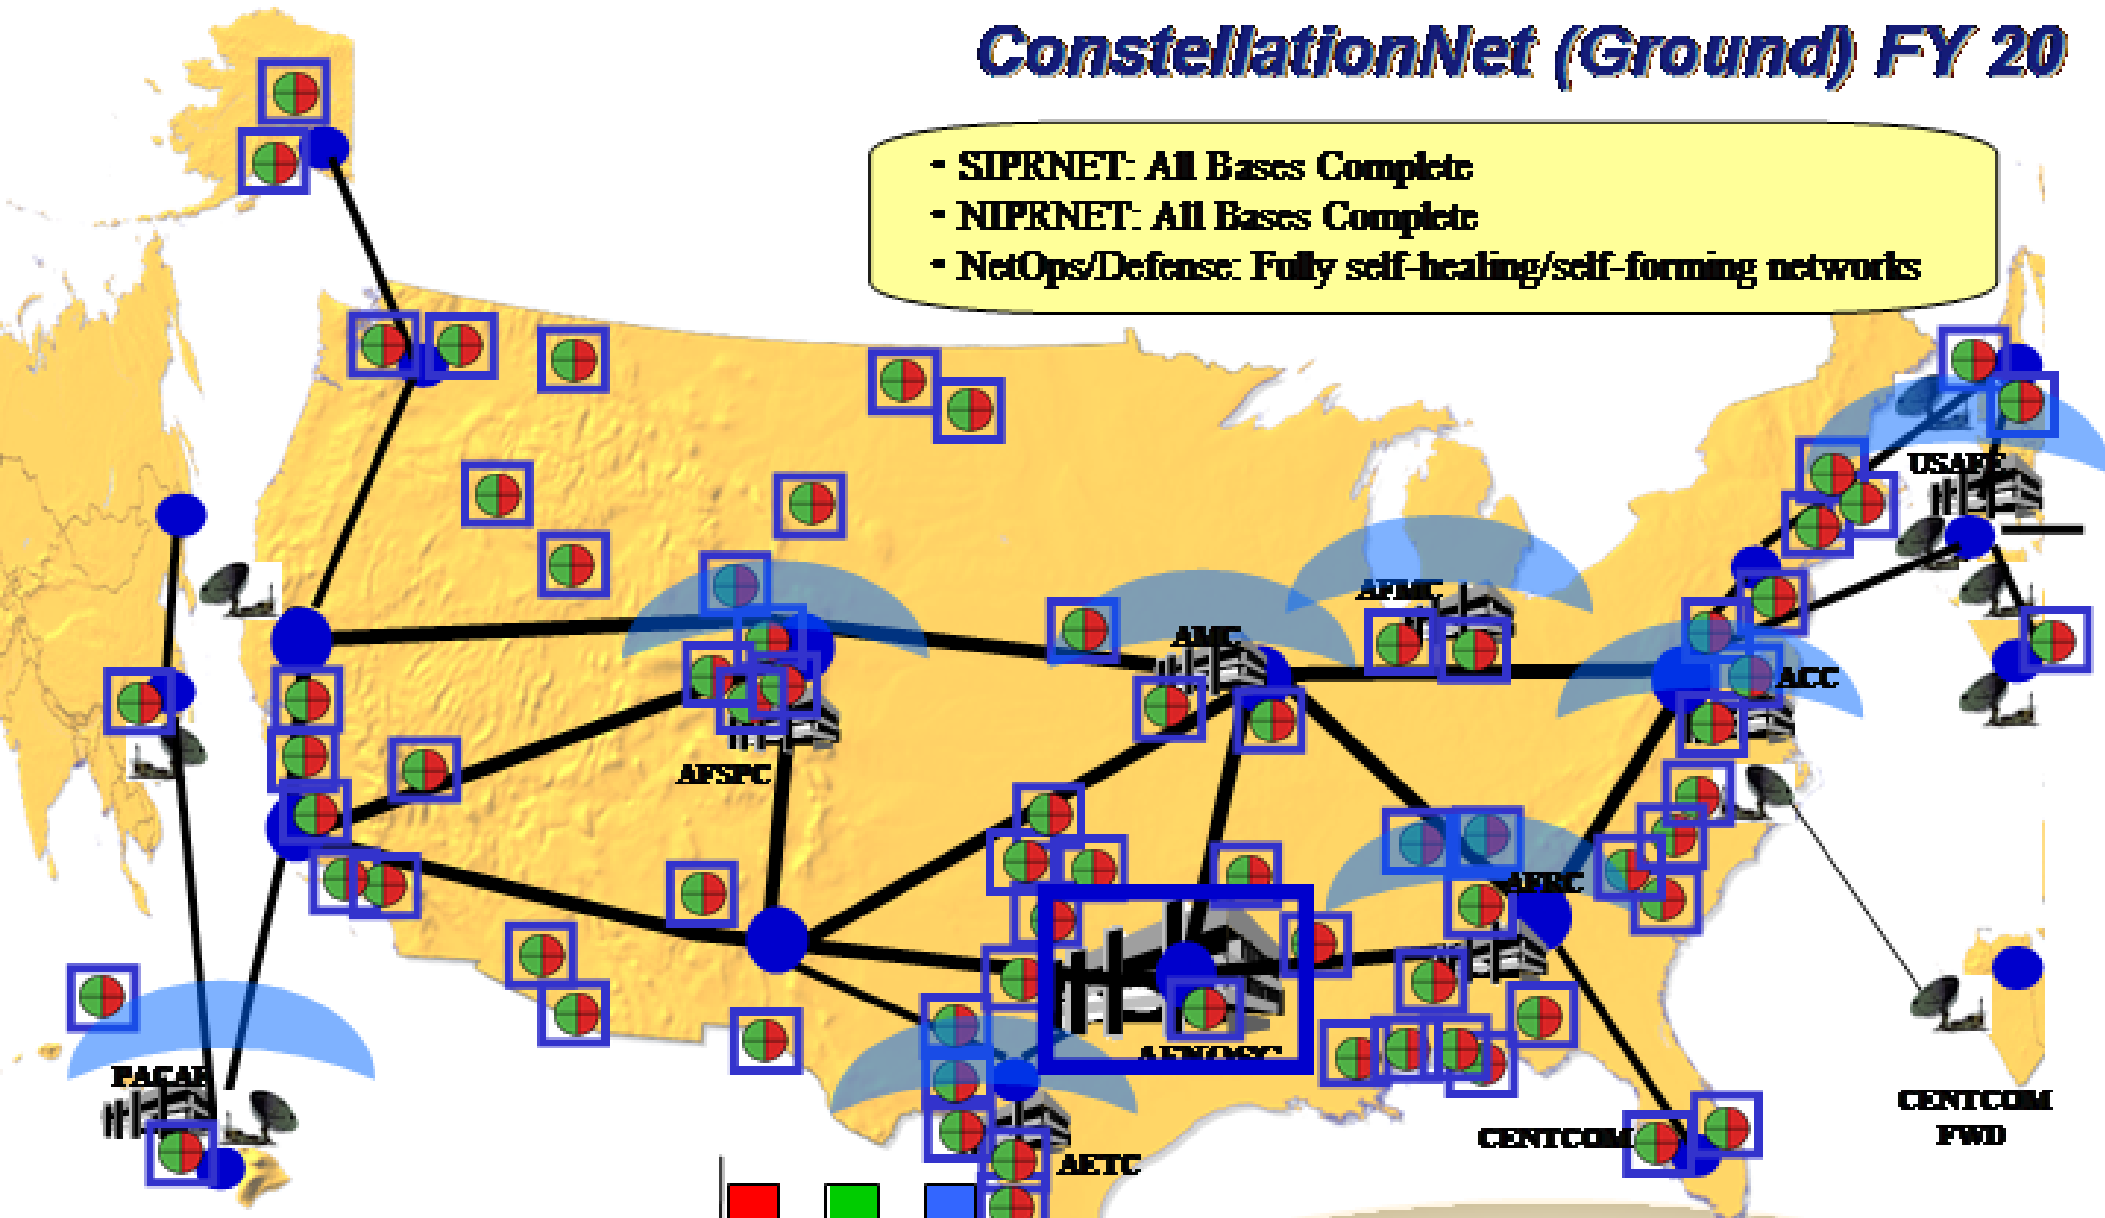 ConstellationNet (Ground) FY 20
- SIPRNET: All Bases Complete
- NIPRNET: All Bases Complete
- NetOps/Defense: Fully self-healing/self-forming networks
USAFE
AFMC
AMC
ACC
AFSPC
AFRC
AFNOSC
PACAF
CENTCOM
FWD
CENTCOM
AETC